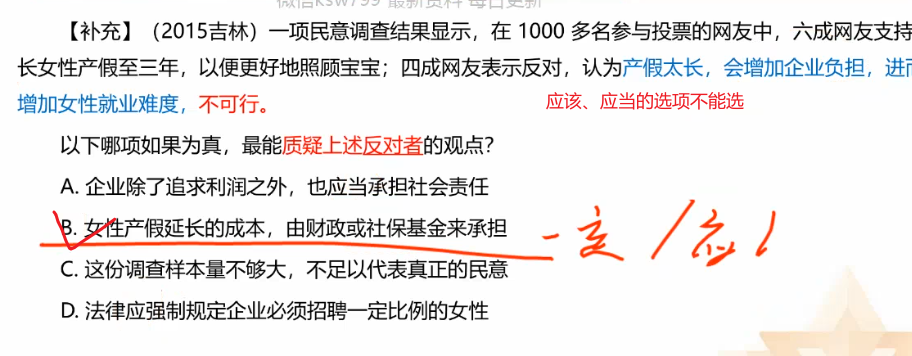 微信ksw799 最新资料 每日更新
【补充】（2015吉林）一项民意调查结果显示，在 1000 多名参与投票的网友中，六成网友支持
长女性产假至三年，以便更好地照顾宝宝；四成网友表示反对，认为产假太长，会增加企业负担，进而
增加女性就业难度，不可行。
应该、应当的选项不能选
以下哪项如果为真，最能质疑上述反对者的观点？
A. 企业除了追求利润之外，也应当承担社会责任
B. 女性产假延长的成本，由财政或社保基金来承担
一定/应
C. 这份调查样本量不够大，不足以代表真正的民意
D. 法律应强制规定企业必须招聘一定比例的女性